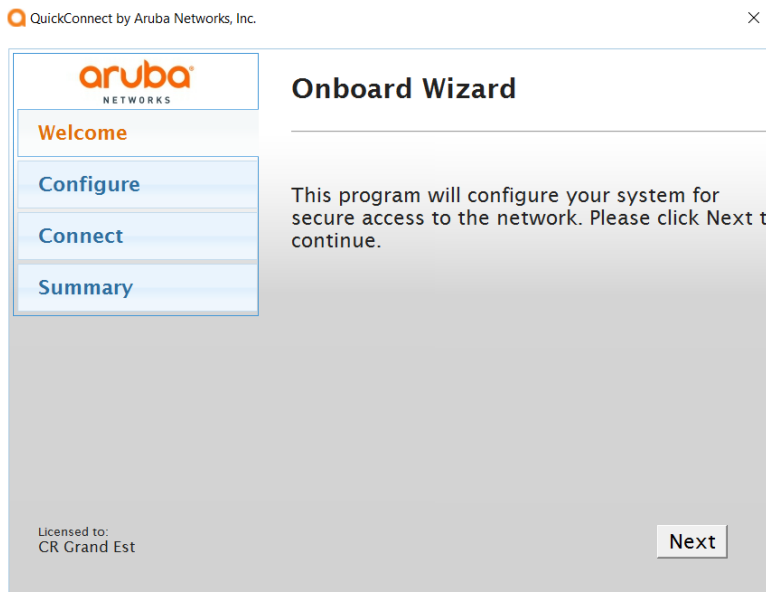 QuickConnect by Aruba Networks, Inc.
aruba
NETWORKS
Welcome
Configure
Connect
Summary
Onboard Wizard
This program will configure your system for
secure access to the network. Please click Next t
continue.
Licensed to:
CR Grand Est
Next